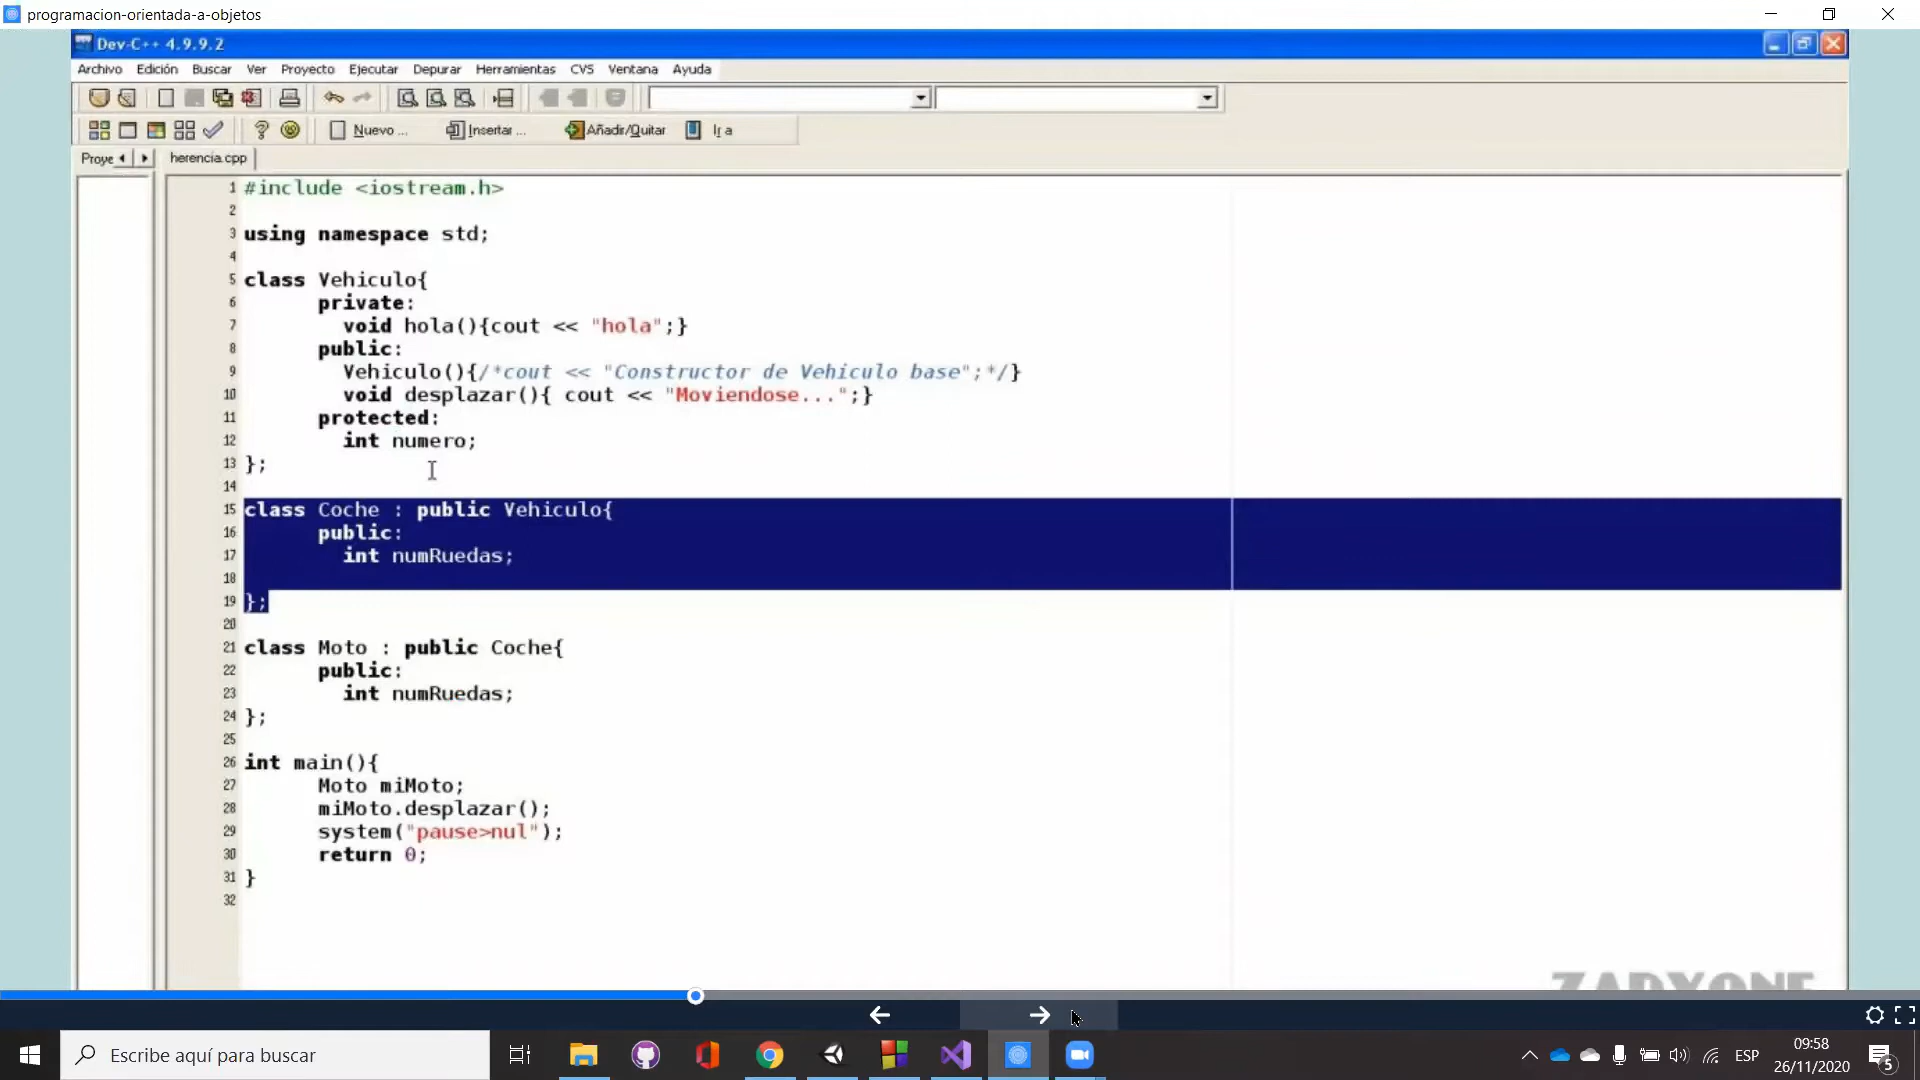 programacion-orientada-a-objetos
Dev-C++ 4.9.9.2
Archivo Edición Buscar Ver Proyecto Ejecutar Depurar Herramientas CVS Ventana Ayuda
Nuevo ... Insertar ... Añadir/Quitar Ir a
Proye herencia.cpp
1 #include <iostream.h>
2
3 using namespace std;
4
5 class Vehiculo{
6 private:
7 void hola(){cout << "hola";}
8 public:
9 Vehiculo(){/*cout << "Constructor de Vehiculo base";*/}
10 void desplazar(){ cout << "Moviendose...";}
11 protected:
12 int numero;
13 };
14
15 class Coche : public Vehiculo{
16 public:
17 int numRuedas;
18
19 };
20
21 class Moto : public Coche{
22 public:
23 int numRuedas;
24 };
25
26 int main(){
27 Moto miMoto;
28 miMoto.desplazar();
29 system("pause>nul");
30 return 0;
31 }
32
Escribe aquí para buscar
ESP
09:58
26/11/2020
5